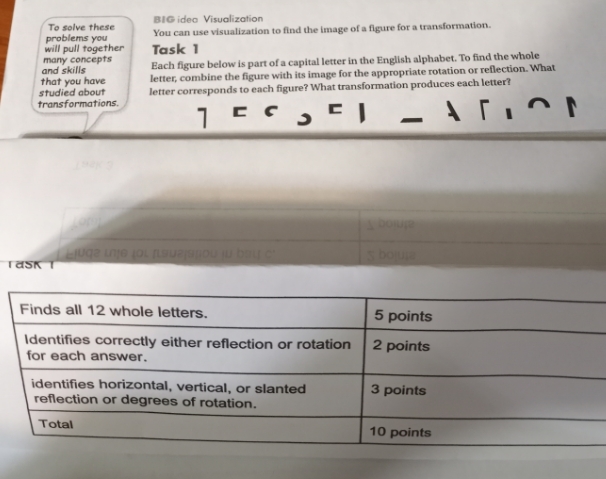 To solve these
problems you
will pull together
many concepts
and skills
that you have
studied about
transformations.
BIG idea Visualization
You can use visualization to find the image of a figure for a transformation.
Task 1
Each figure below is part of a capital letter in the English alphabet. To find the whole
letter, combine the figure with its image for the appropriate rotation or reflection. What
letter corresponds to each figure? What transformation produces each letter?
Task 1
Finds all 12 whole letters.
5 points
Identifies correctly either reflection or rotation
for each answer.
2 points
identifies horizontal, vertical, or slanted
reflection or degrees of rotation.
3 points
Total
10 points